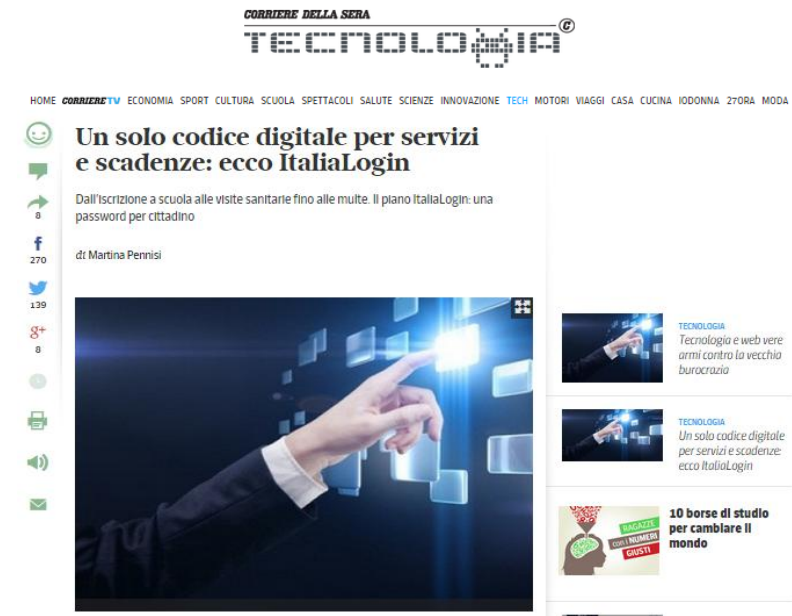 CORRIERE DELLA SERA
TECNOLOGIA
HOME CORRIERETV ECONOMIA SPORT CULTURA SCUOLA SPETTACOLI SALUTE SCIENZE INNOVAZIONE TECH MOTORI VIAGGI CASA CUCINA IODONNA 27ORA MODA
Un solo codice digitale per servizi
e scadenze: ecco ItaliaLogin
Dall'iscrizione a scuola alle visite sanitarie fino alle multe. Il piano ItaliaLogin: una
password per cittadino
di Martina Pennisi
8
f
270
139
g+
8
TECNOLOGIA
Tecnologia e web vere
armi contro la vecchia
burocrazia
TECNOLOGIA
Un solo codice digitale
per servizi e scadenze:
ecco ItaliaLogin
RAGAZZE
CON I NUMERI
GIUSTI
10 borse di studio
per cambiare il
mondo